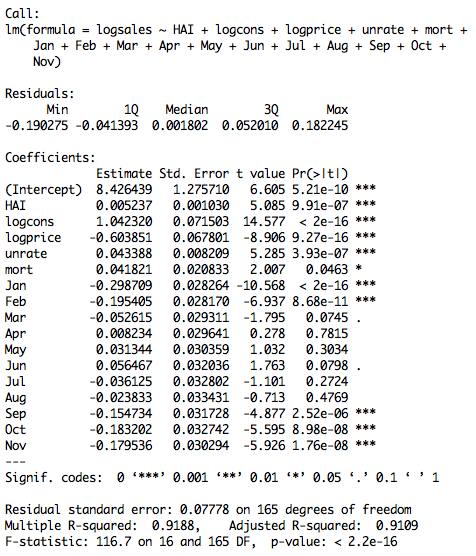 Call:
lm(formula = logsales ~ HAI + logcons + logprice + unrate + mort +
    Jan + Feb + Mar + Apr + May + Jun + Jul + Aug + Sep + Oct +
    Nov)
Residuals:
      Min        1Q    Median        3Q       Max
-0.190275 -0.041393  0.001802  0.052010  0.182245
Coefficients:
             Estimate Std. Error t value Pr(>|t|)
(Intercept)  8.426439   1.275710   6.605 5.21e-10 ***
HAI          0.005237   0.001030   5.085 9.91e-07 ***
logcons      1.042320   0.071503  14.577  < 2e-16 ***
logprice    -0.603851   0.067801  -8.906 9.27e-16 ***
unrate       0.043388   0.008209   5.285 3.93e-07 ***
mort         0.041821   0.020833   2.007   0.0463 *
Jan         -0.298709   0.028264 -10.568  < 2e-16 ***
Feb         -0.195405   0.028170  -6.937 8.68e-11 ***
Mar         -0.052615   0.029311  -1.795   0.0745 .
Apr          0.008234   0.029641   0.278   0.7815
May          0.031344   0.030359   1.032   0.3034
Jun          0.056467   0.032036   1.763   0.0798 .
Jul         -0.036125   0.032802  -1.101   0.2724
Aug         -0.023833   0.033431  -0.713   0.4769
Sep         -0.154734   0.031728  -4.877 2.52e-06 ***
Oct         -0.183202   0.032742  -5.595 8.98e-08 ***
Nov         -0.179536   0.030294  -5.926 1.76e-08 ***
---
Signif. codes:  0 ‘***’ 0.001 ‘**’ 0.01 ‘*’ 0.05 ‘.’ 0.1 ‘ ’ 1
Residual standard error: 0.07778 on 165 degrees of freedom
Multiple R-squared:  0.9188,    Adjusted R-squared:  0.9109
F-statistic: 116.7 on 16 and 165 DF,  p-value: < 2.2e-16